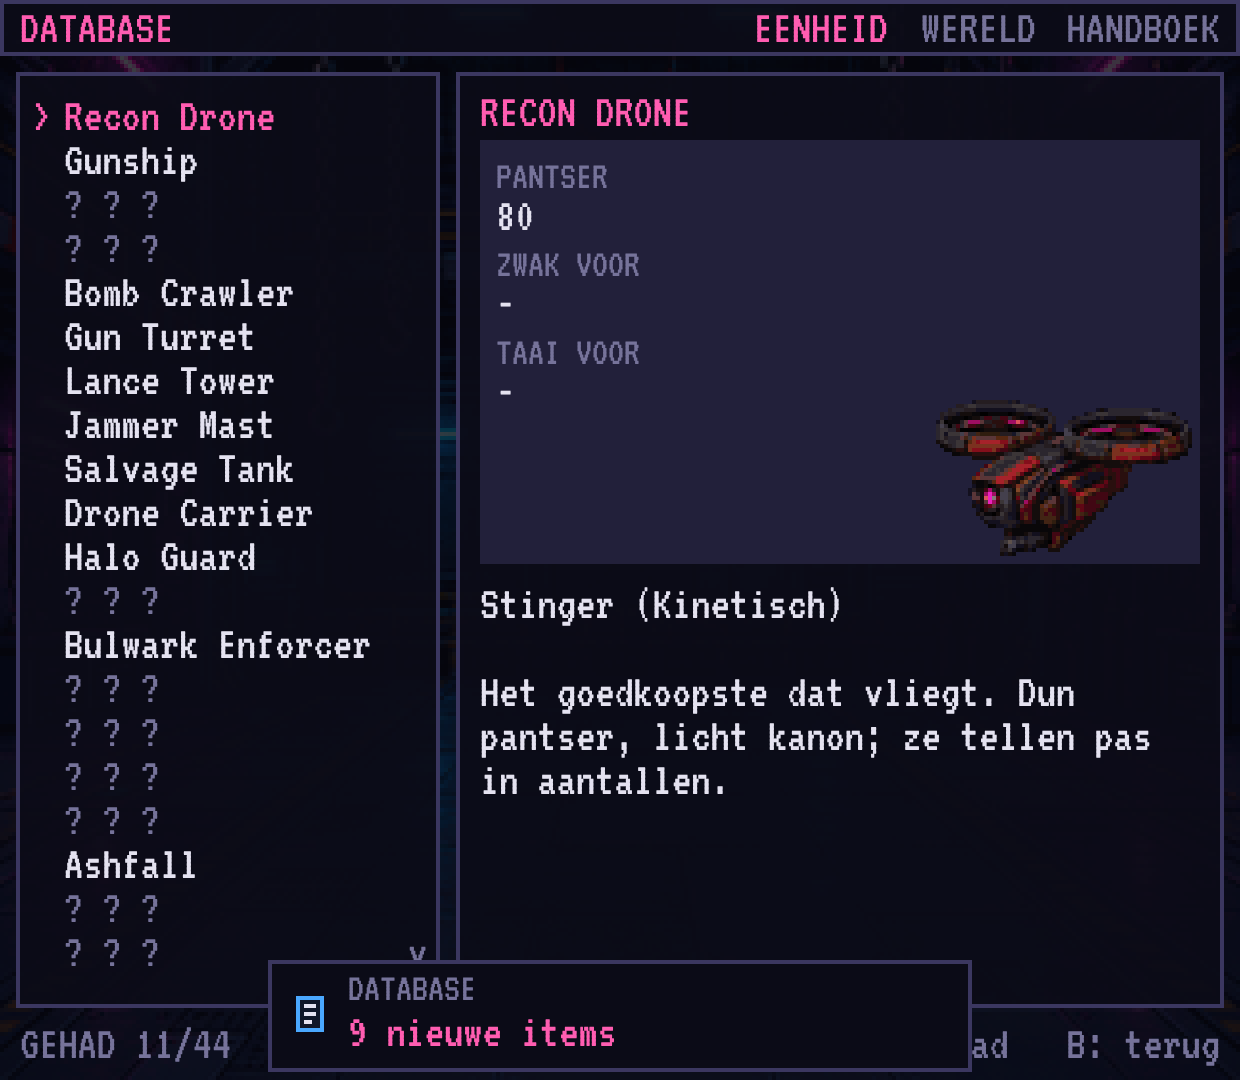 DATABASE
EENHEID WERELD HANDBOEK
> Recon Drone
Gunship
? ? ?
? ? ?
Bomb Crawler
Gun Turret
Lance Tower
Jammer Mast
Salvage Tank
Drone Carrier
Halo Guard
? ? ?
Bulwark Enforcer
? ? ?
? ? ?
? ? ?
? ? ?
Ashfall
? ? ?
? ? ?
RECON DRONE
PANTSER
80
ZWAK VOOR
-
TAAI VOOR
-
Stinger (Kinetisch)
Het goedkoopste dat vliegt. Dun
pantser, licht kanon; ze tellen pas
in aantallen.
DATABASE
9 nieuwe items
GEHAD 11/44
B: terug